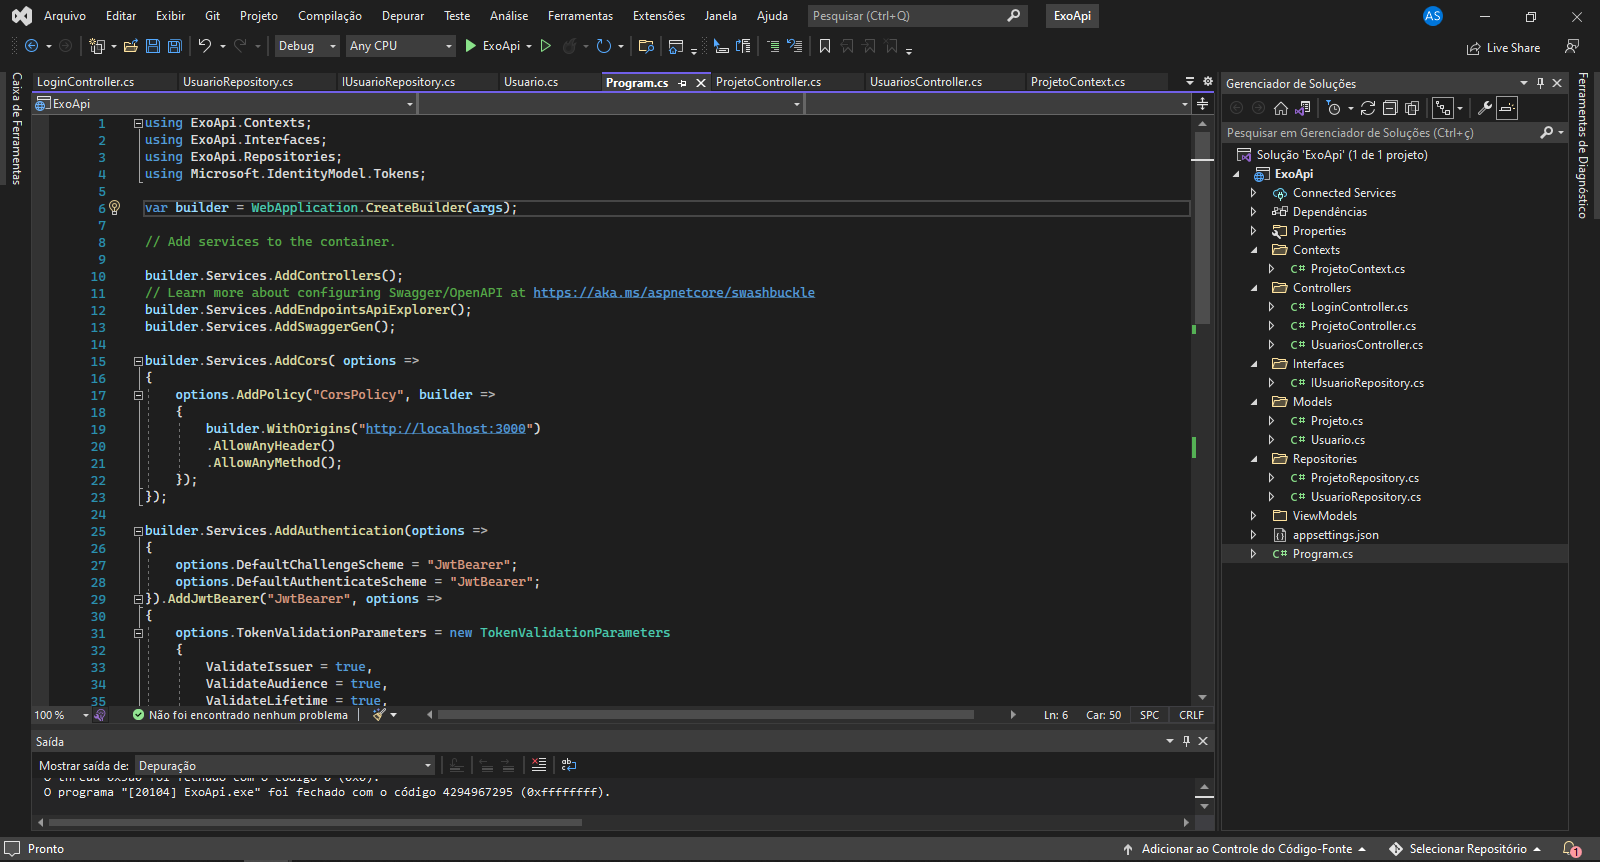 Arquivo Editar Exibir Git Projeto Compilação Depurar Teste Análise Ferramentas Extensões Janela Ajuda Pesquisar (Ctrl+Q) ExoApi AS
Debug Any CPU ExoApi Live Share
Caixa de Ferramentas
LoginController.cs UsuarioRepository.cs IUsuarioRepository.cs Usuario.cs Program.cs ProjetoController.cs UsuariosController.cs ProjetoContext.cs
ExoApi
1 using ExoApi.Contexts;
2 using ExoApi.Interfaces;
3 using ExoApi.Repositories;
4 using Microsoft.IdentityModel.Tokens;
5
6 var builder = WebApplication.CreateBuilder(args);
7
8 // Add services to the container.
9
10 builder.Services.AddControllers();
11 // Learn more about configuring Swagger/OpenAPI at https://aka.ms/aspnetcore/swashbuckle
12 builder.Services.AddEndpointsApiExplorer();
13 builder.Services.AddSwaggerGen();
14
15 builder.Services.AddCors( options =>
16 {
17 options.AddPolicy("CorsPolicy", builder =>
18 {
19 builder.WithOrigins("http://localhost:3000")
20 .AllowAnyHeader()
21 .AllowAnyMethod();
22 });
23 });
24
25 builder.Services.AddAuthentication(options =>
26 {
27 options.DefaultChallengeScheme = "JwtBearer";
28 options.DefaultAuthenticateScheme = "JwtBearer";
29 }).AddJwtBearer("JwtBearer", options =>
30 {
31 options.TokenValidationParameters = new TokenValidationParameters
32 {
33 ValidateIssuer = true,
34 ValidateAudience = true,
35 ValidateLifetime = true,
100 % Não foi encontrado nenhum problema Ln: 6 Car: 50 SPC CRLF
Saída
Mostrar saída de: Depuração
O thread 0x5a0 foi fechado com o código 0 (0x0).
O programa "[20104] ExoApi.exe" foi fechado com o código 4294967295 (0xffffffff).
Gerenciador de Soluções
Pesquisar em Gerenciador de Soluções (Ctrl+ç)
Solução 'ExoApi' (1 de 1 projeto)
ExoApi
Connected Services
Dependências
Properties
Contexts
C# ProjetoContext.cs
Controllers
C# LoginController.cs
C# ProjetoController.cs
C# UsuariosController.cs
Interfaces
C# IUsuarioRepository.cs
Models
C# Projeto.cs
C# Usuario.cs
Repositories
C# ProjetoRepository.cs
C# UsuarioRepository.cs
ViewModels
appsettings.json
C# Program.cs
Ferramentas de Diagnóstico
Pronto Adicionar ao Controle do Código-Fonte Selecionar Repositório 1